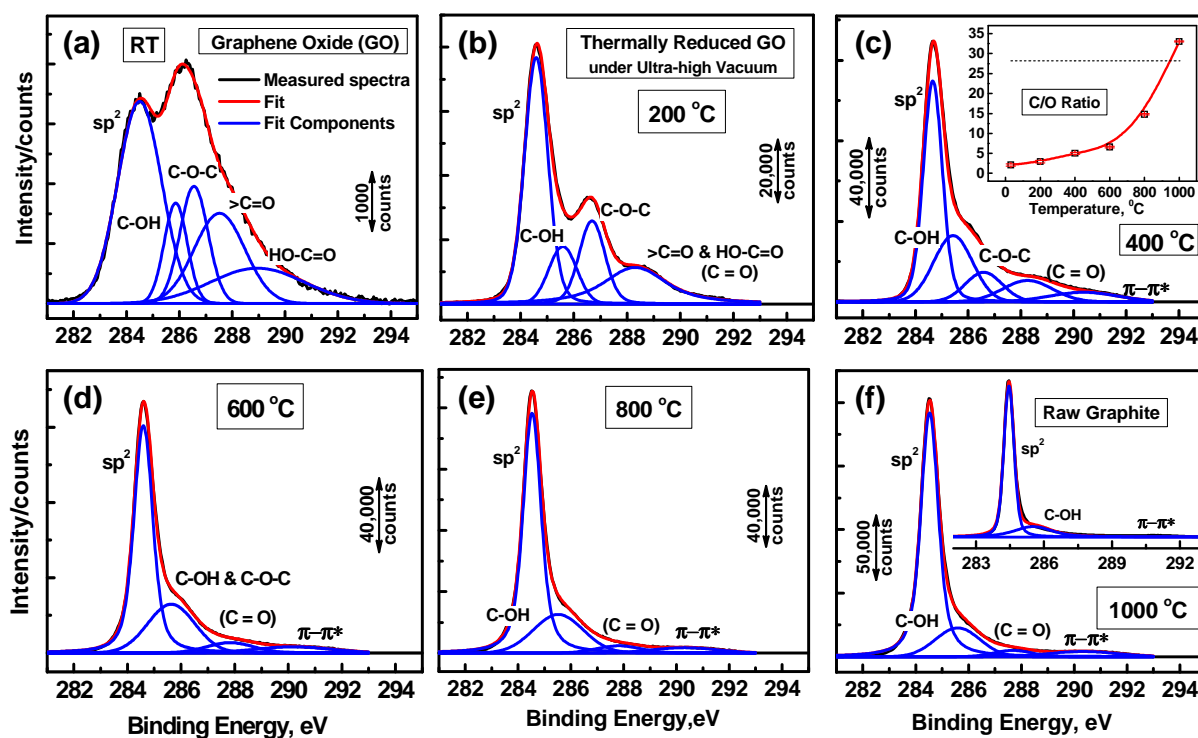 (a)
RT
Graphene Oxide (GO)
Measured spectra
Fit
Fit Components
sp²
C-OH
C-O-C
>C=O
HO-C=O
1000
counts
Intensity/counts
282 284 286 288 290 292 294
(b)
Thermally Reduced GO
under Ultra-high Vacuum
200 °C
sp²
20,000
counts
C-OH
C-O-C
>C=O & HO-C=O
(C = O)
282 284 286 288 290 292 294
(c)
sp²
40,000
counts
C-OH
C-O-C
(C = O)
π–π*
400 °C
35
30
25
20
15
10
5
0
C/O Ratio
0 200 400 600 800 1000
Temperature, °C
282 284 286 288 290 292 294
(d)
600 °C
sp²
40,000
counts
C-OH & C-O-C
(C = O)
π–π*
Intensity/counts
282 284 286 288 290 292 294
Binding Energy, eV
(e)
800 °C
sp²
40,000
counts
C-OH
(C = O)
π–π*
282 284 286 288 290 292 294
Binding Energy,eV
(f)
Raw Graphite
sp²
sp²
C-OH
π–π*
283 286 289 292
50,000
counts
C-OH
(C = O)
π–π*
1000 °C
282 284 286 288 290 292 294
Binding Energy, eV